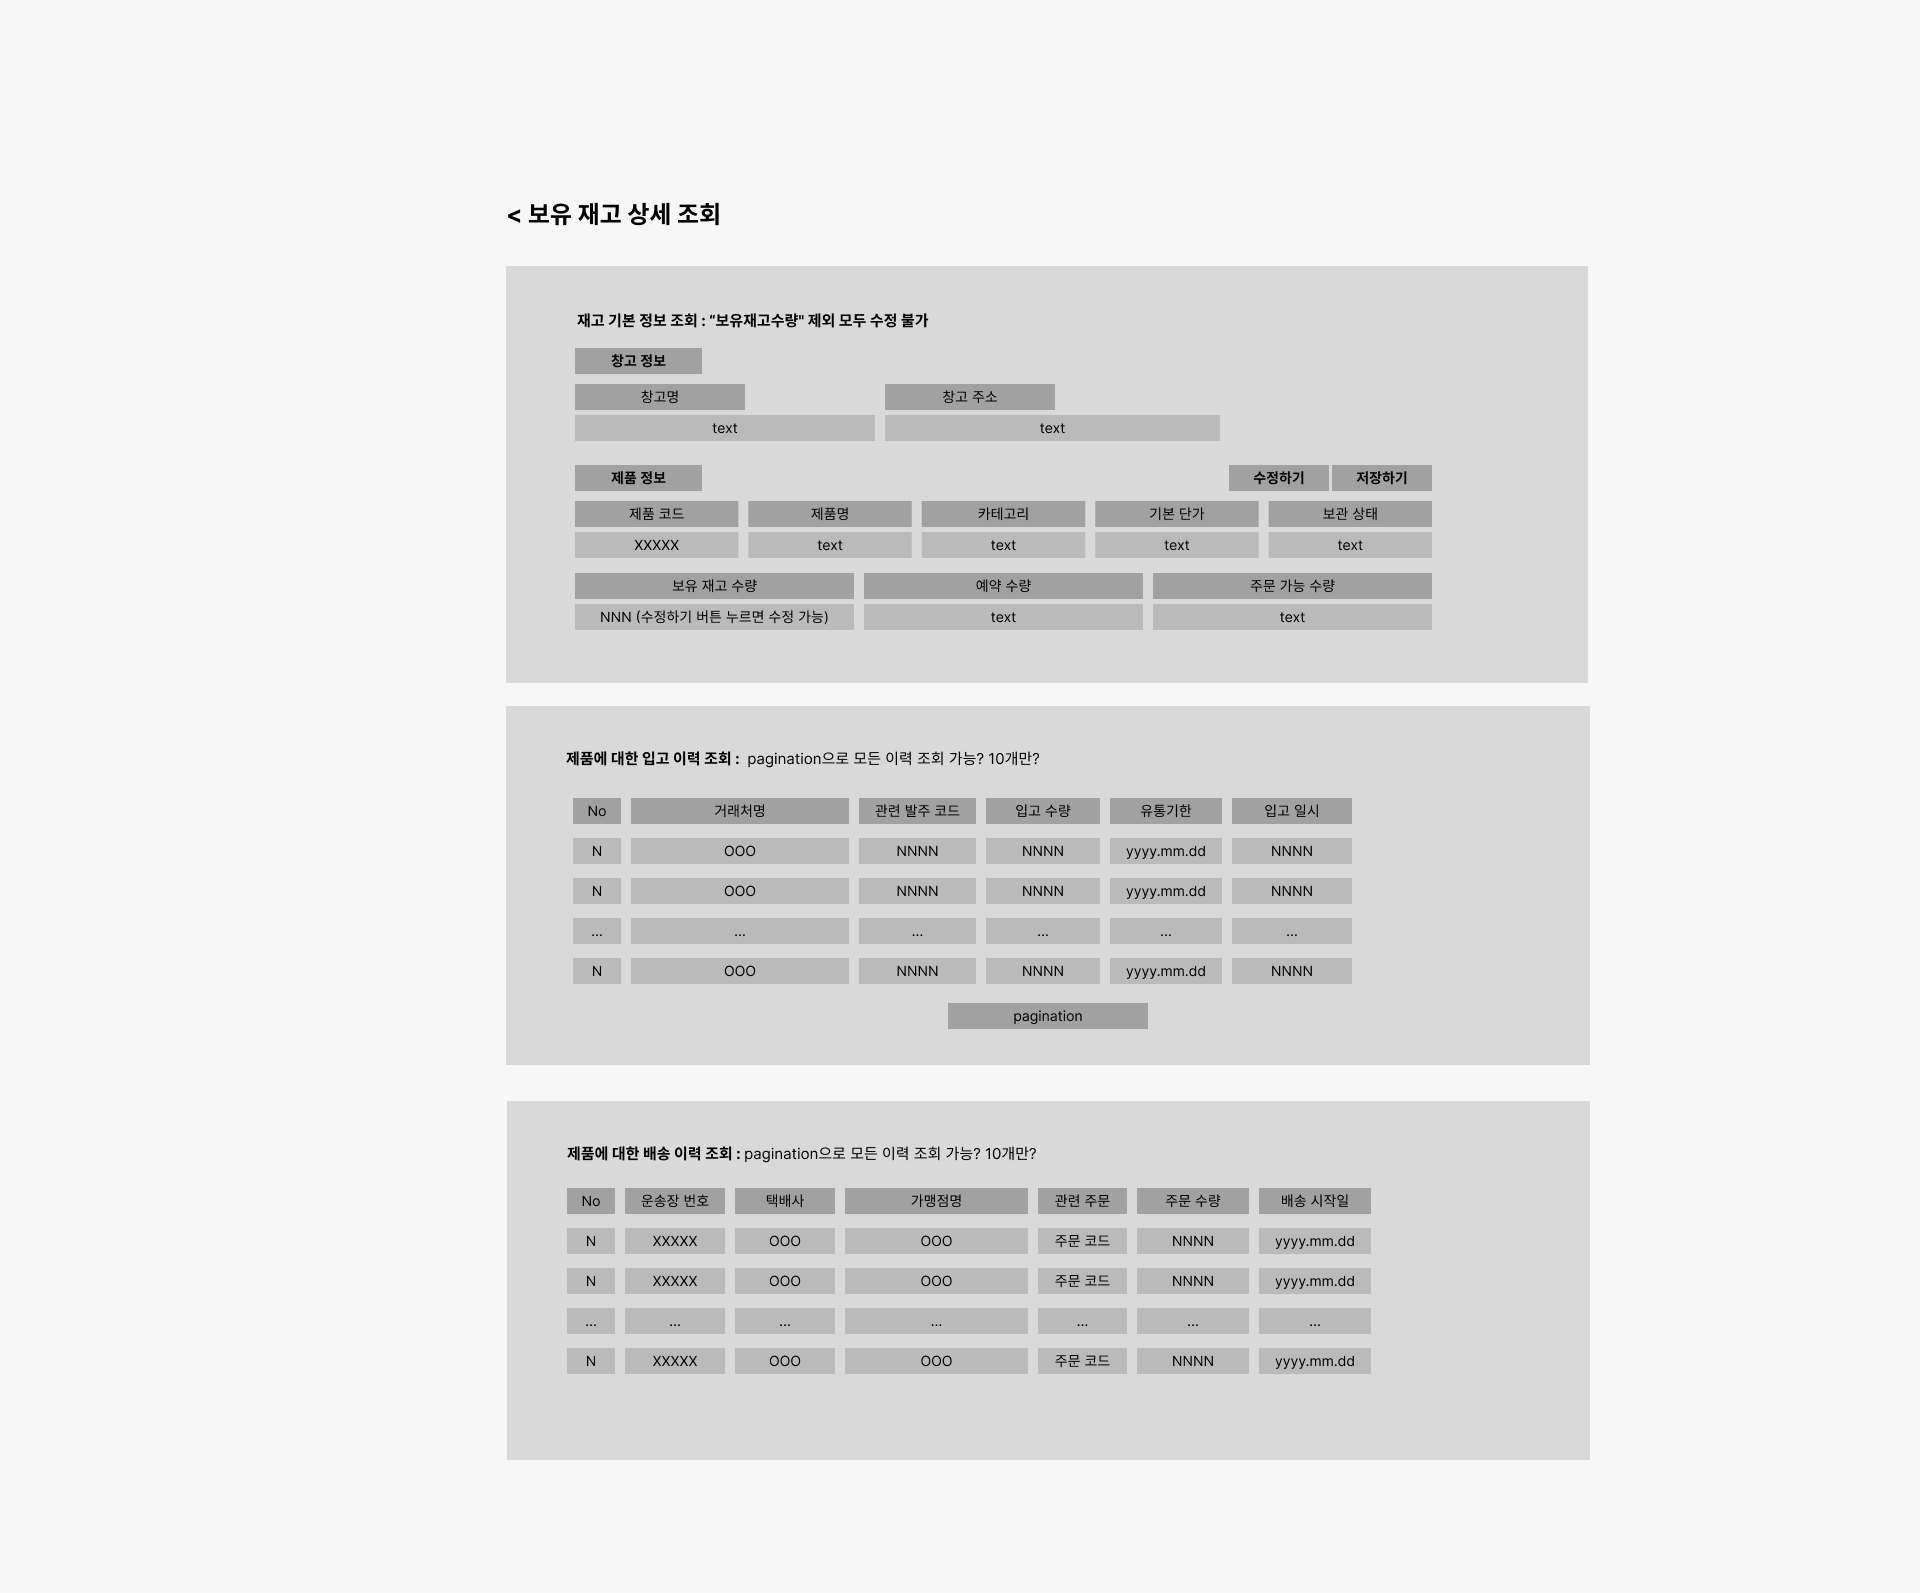 < 보유 재고 상세 조회
재고 기본 정보 조회 : “보유재고수량" 제외 모두 수정 불가
창고 정보
창고명 창고 주소
text text
제품 정보 수정하기 저장하기
제품 코드 제품명 카테고리 기본 단가 보관 상태
XXXXX text text text text
보유 재고 수량 예약 수량 주문 가능 수량
NNN (수정하기 버튼 누르면 수정 가능) text text
제품에 대한 입고 이력 조회 : pagination으로 모든 이력 조회 가능? 10개만?
No 거래처명 관련 발주 코드 입고 수량 유통기한 입고 일시
N OOO NNNN NNNN yyyy.mm.dd NNNN
N OOO NNNN NNNN yyyy.mm.dd NNNN
... ... ... ... ... ...
N OOO NNNN NNNN yyyy.mm.dd NNNN
pagination
제품에 대한 배송 이력 조회 : pagination으로 모든 이력 조회 가능? 10개만?
No 운송장 번호 택배사 가맹점명 관련 주문 주문 수량 배송 시작일
N XXXXX OOO OOO 주문 코드 NNNN yyyy.mm.dd
N XXXXX OOO OOO 주문 코드 NNNN yyyy.mm.dd
... ... ... ... ... ... ...
N XXXXX OOO OOO 주문 코드 NNNN yyyy.mm.dd